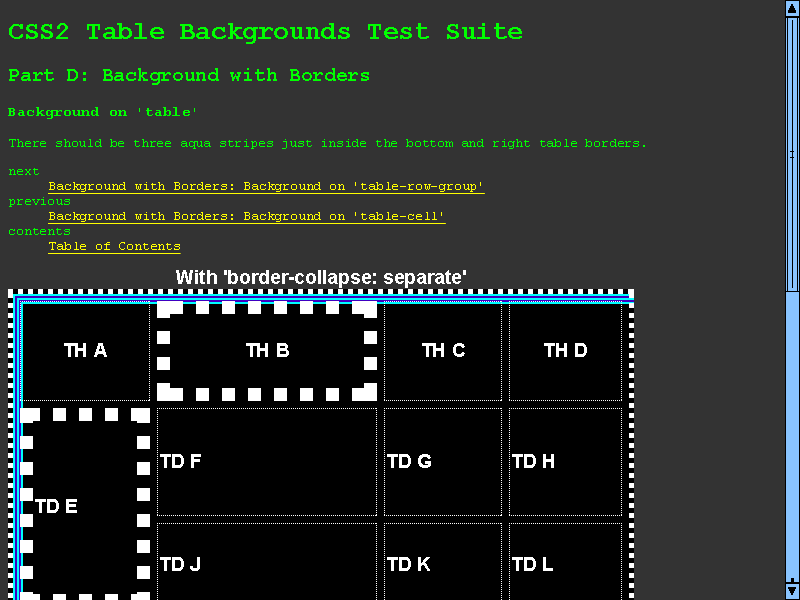 CSS2 Table Backgrounds Test Suite
Part D: Background with Borders
Background on 'table'
There should be three aqua stripes just inside the bottom and right table borders.
next
Background with Borders: Background on 'table-row-group'
previous
Background with Borders: Background on 'table-cell'
contents
Table of Contents
With 'border-collapse: separate'
TH A TH B TH C TH D
TD F TD G TD H
TD E
TD J TD K TD L